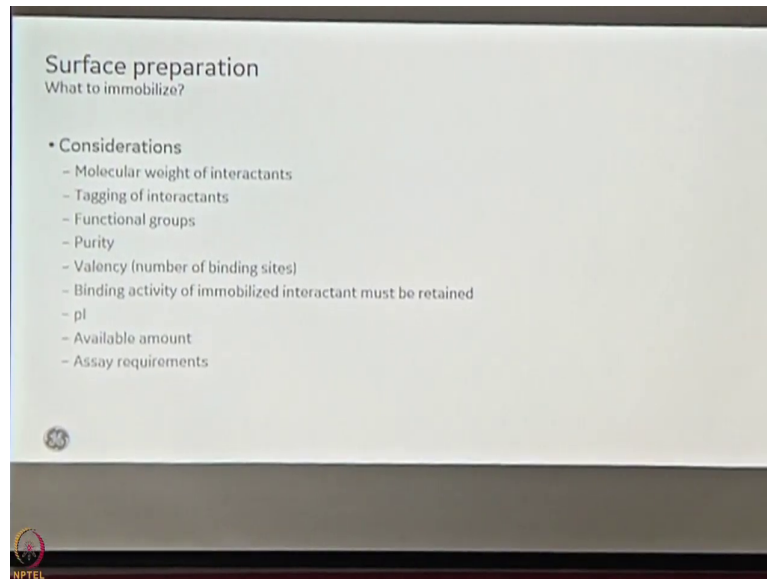 Surface preparation
What to immobilize?
• Considerations
– Molecular weight of interactants
– Tagging of interactants
– Functional groups
– Purity
– Valency (number of binding sites)
– Binding activity of immobilized interactant must be retained
– pI
– Available amount
– Assay requirements
GE
NPTEL